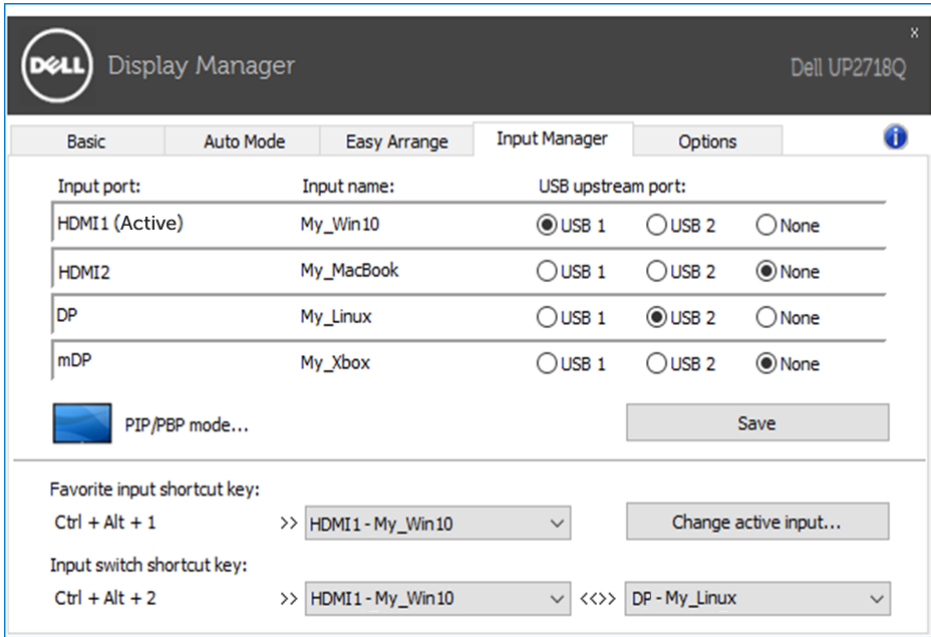 x
DELL Display Manager Dell UP2718Q
Basic Auto Mode Easy Arrange Input Manager Options i
Input port: Input name: USB upstream port:
HDMI1 (Active) My_Win10 USB 1 USB 2 None
HDMI2 My_MacBook USB 1 USB 2 None
DP My_Linux USB 1 USB 2 None
mDP My_Xbox USB 1 USB 2 None
PIP/PBP mode... Save
Favorite input shortcut key:
Ctrl + Alt + 1 >> HDMI1 - My_Win10 Change active input...
Input switch shortcut key:
Ctrl + Alt + 2 >> HDMI1 - My_Win10 <<>> DP - My_Linux